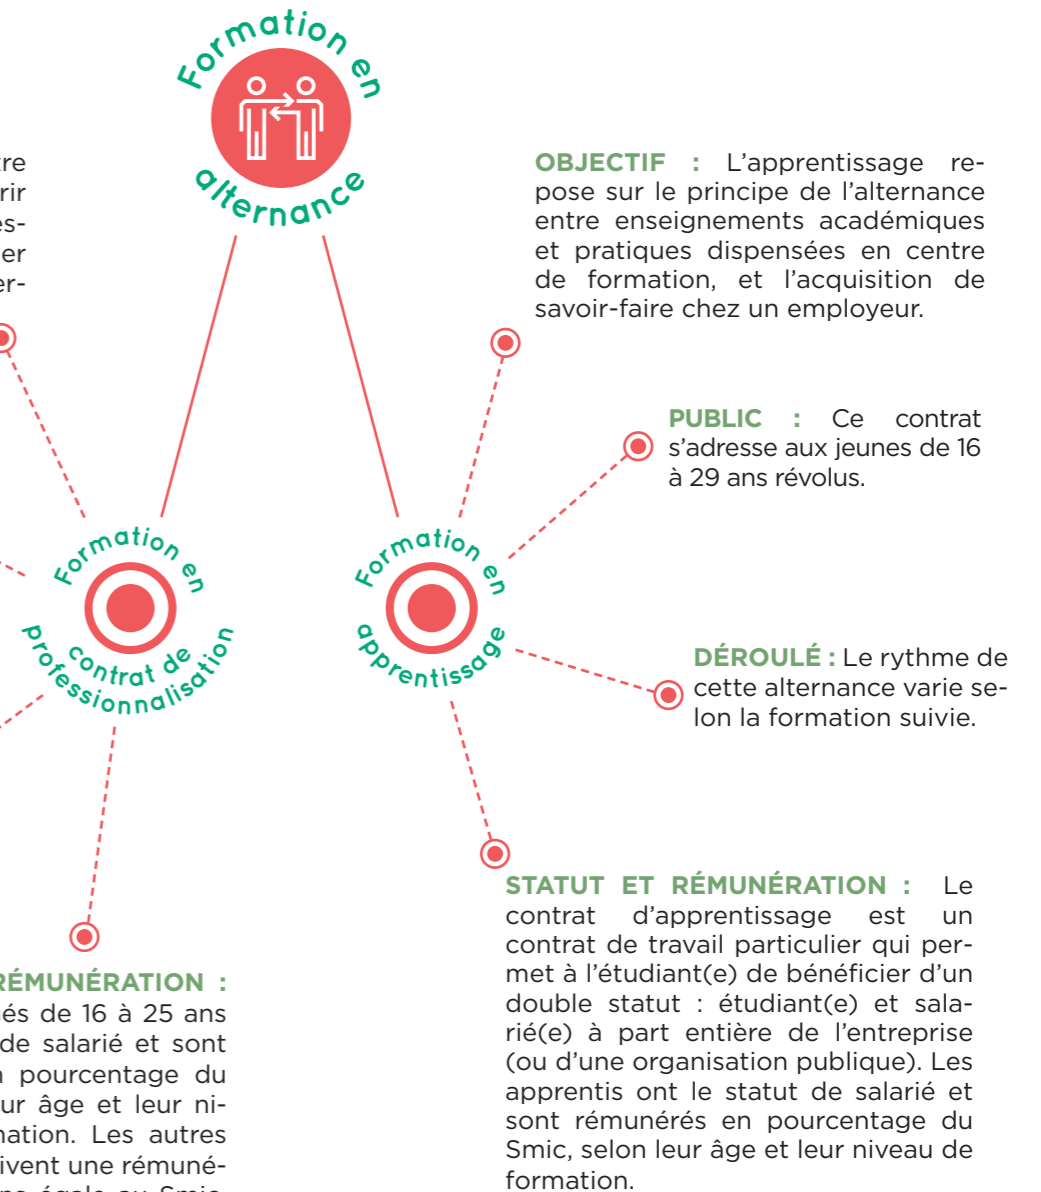 Formation en
alternance
OBJECTIF : L’apprentissage re-
pose sur le principe de l’alternance
entre enseignements académiques
et pratiques dispensées en centre
de formation, et l’acquisition de
savoir-faire chez un employeur.
PUBLIC : Ce contrat
s’adresse aux jeunes de 16
à 29 ans révolus.
Formation en
contrat de
professionnalisation
Formation en
apprentissage
DÉROULÉ : Le rythme de
cette alternance varie se-
lon la formation suivie.
STATUT ET RÉMUNÉRATION : Le
contrat d’apprentissage est un
contrat de travail particulier qui per-
met à l’étudiant(e) de bénéficier d’un
double statut : étudiant(e) et sala-
rié(e) à part entière de l’entreprise
(ou d’une organisation publique). Les
apprentis ont le statut de salarié et
sont rémunérés en pourcentage du
Smic, selon leur âge et leur niveau de
formation.
RÉMUNÉRATION :
de 16 à 25 ans
de salarié et sont
pourcentage du
âge et leur ni-
Les autres
une rémuné-
égale au Smic